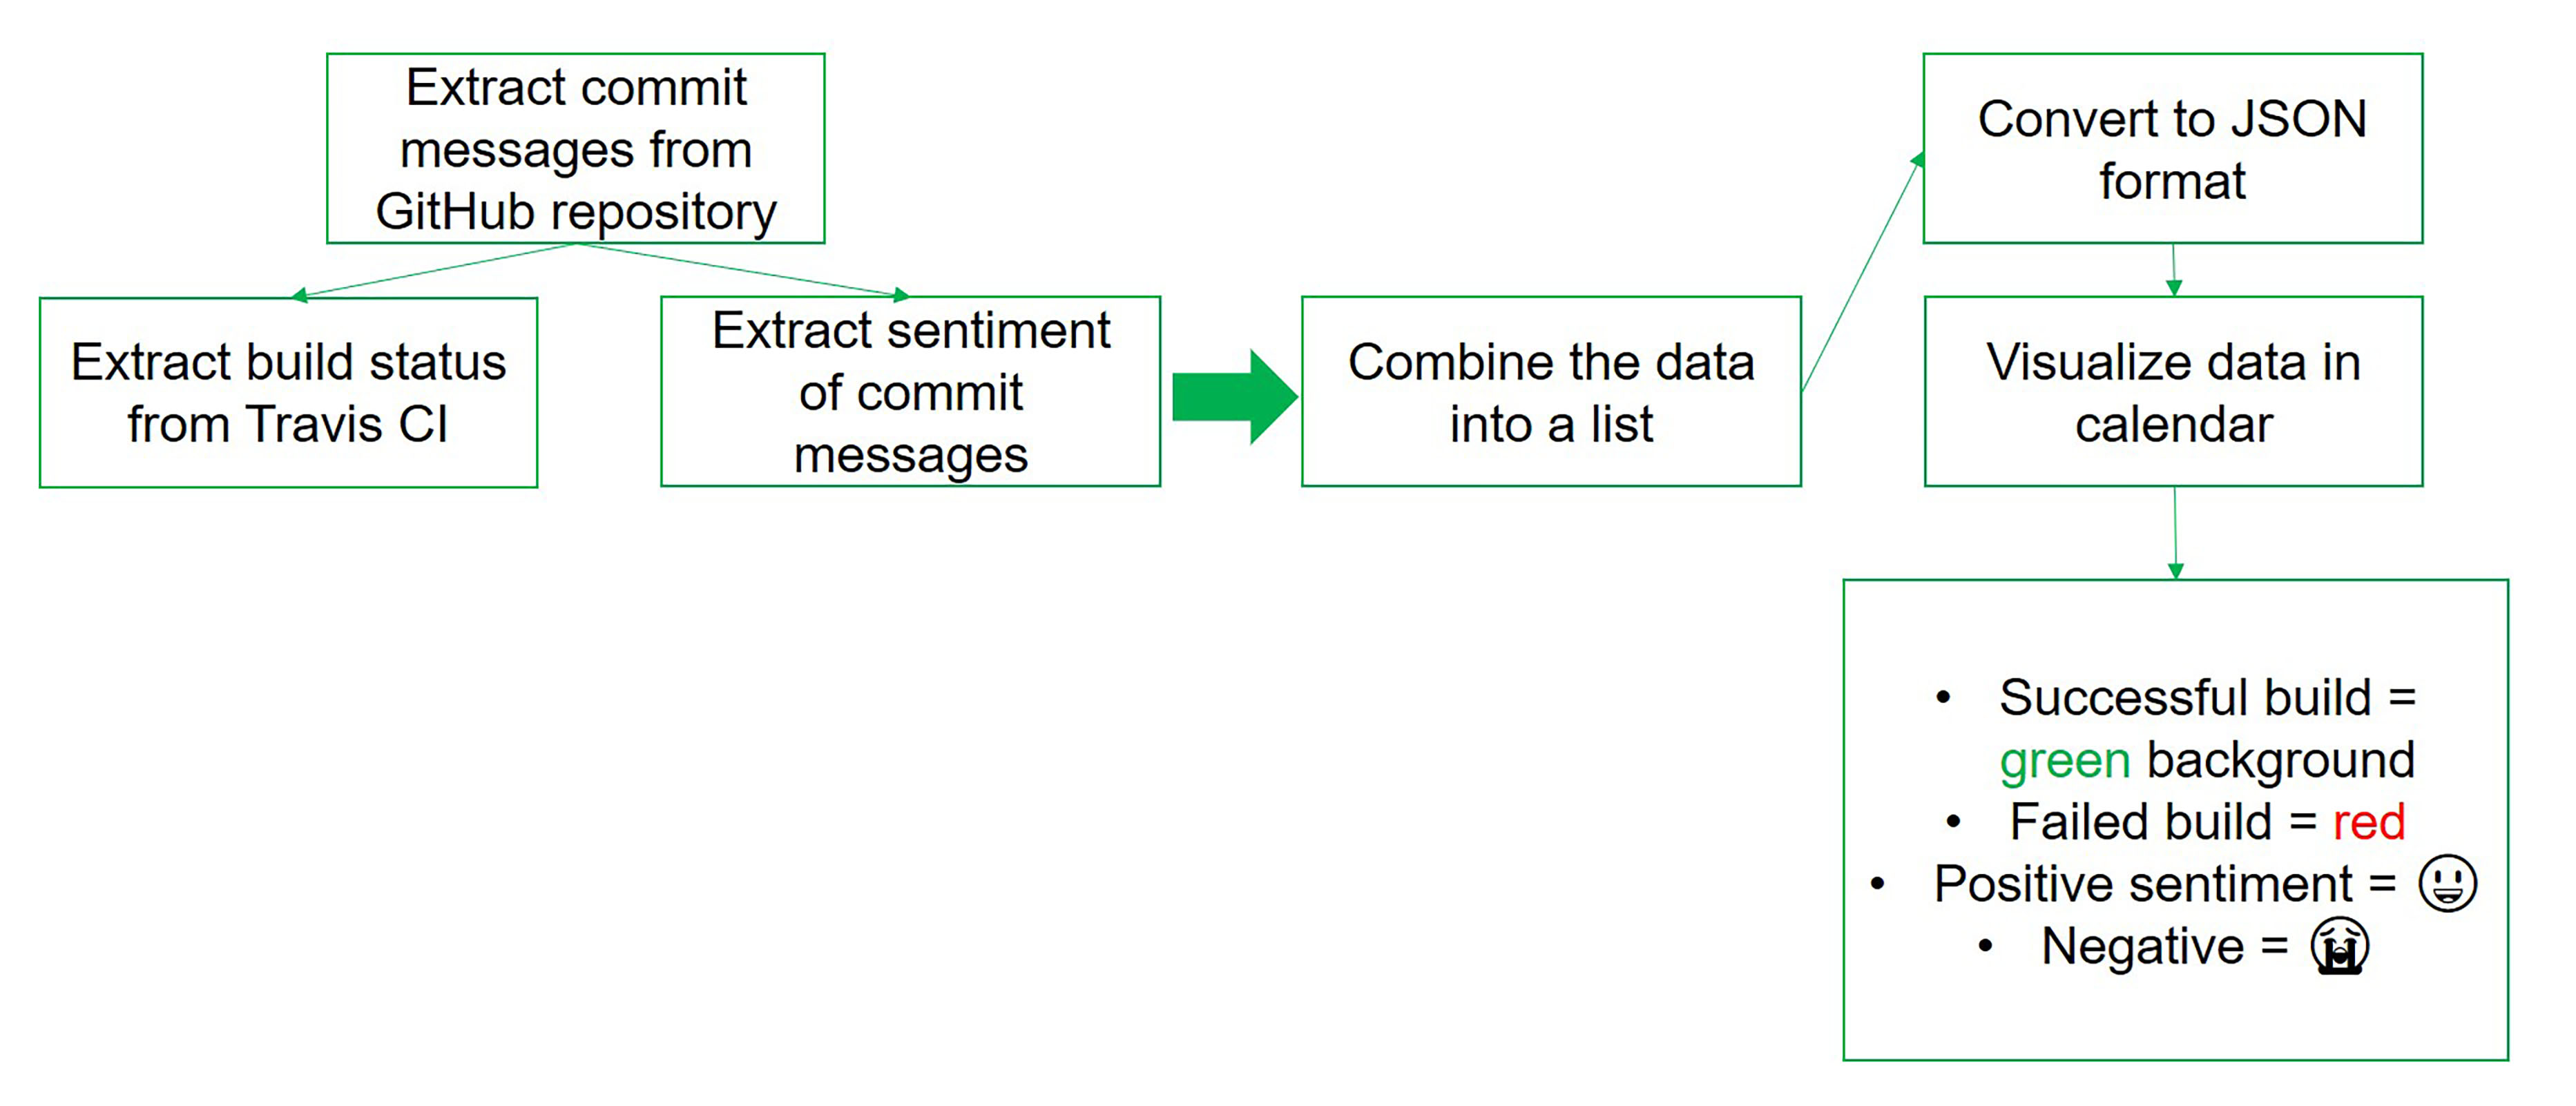 Extract commit
messages from
GitHub repository
Extract build status
from Travis CI
Extract sentiment
of commit
messages
Combine the data
into a list
Convert to JSON
format
Visualize data in
calendar
• Successful build =
green background
• Failed build = red
• Positive sentiment = 😃
• Negative = 😭